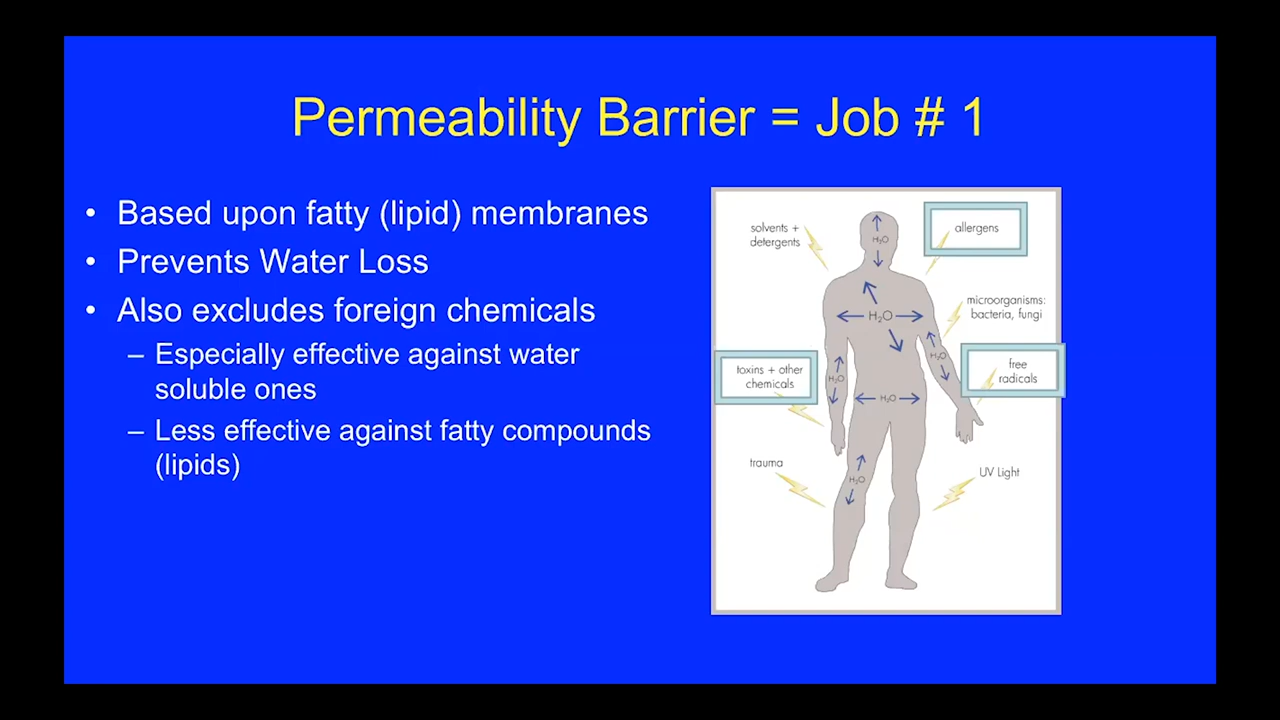 Permeability Barrier = Job # 1
• Based upon fatty (lipid) membranes
• Prevents Water Loss
• Also excludes foreign chemicals
– Especially effective against water
soluble ones
– Less effective against fatty compounds
(lipids)
solvents +
detergents
H₂O
allergens
microorganisms:
bacteria, fungi
H₂O
H₂O
toxins + other
chemicals
H₂O
free
radicals
H₂O
trauma
H₂O
UV Light